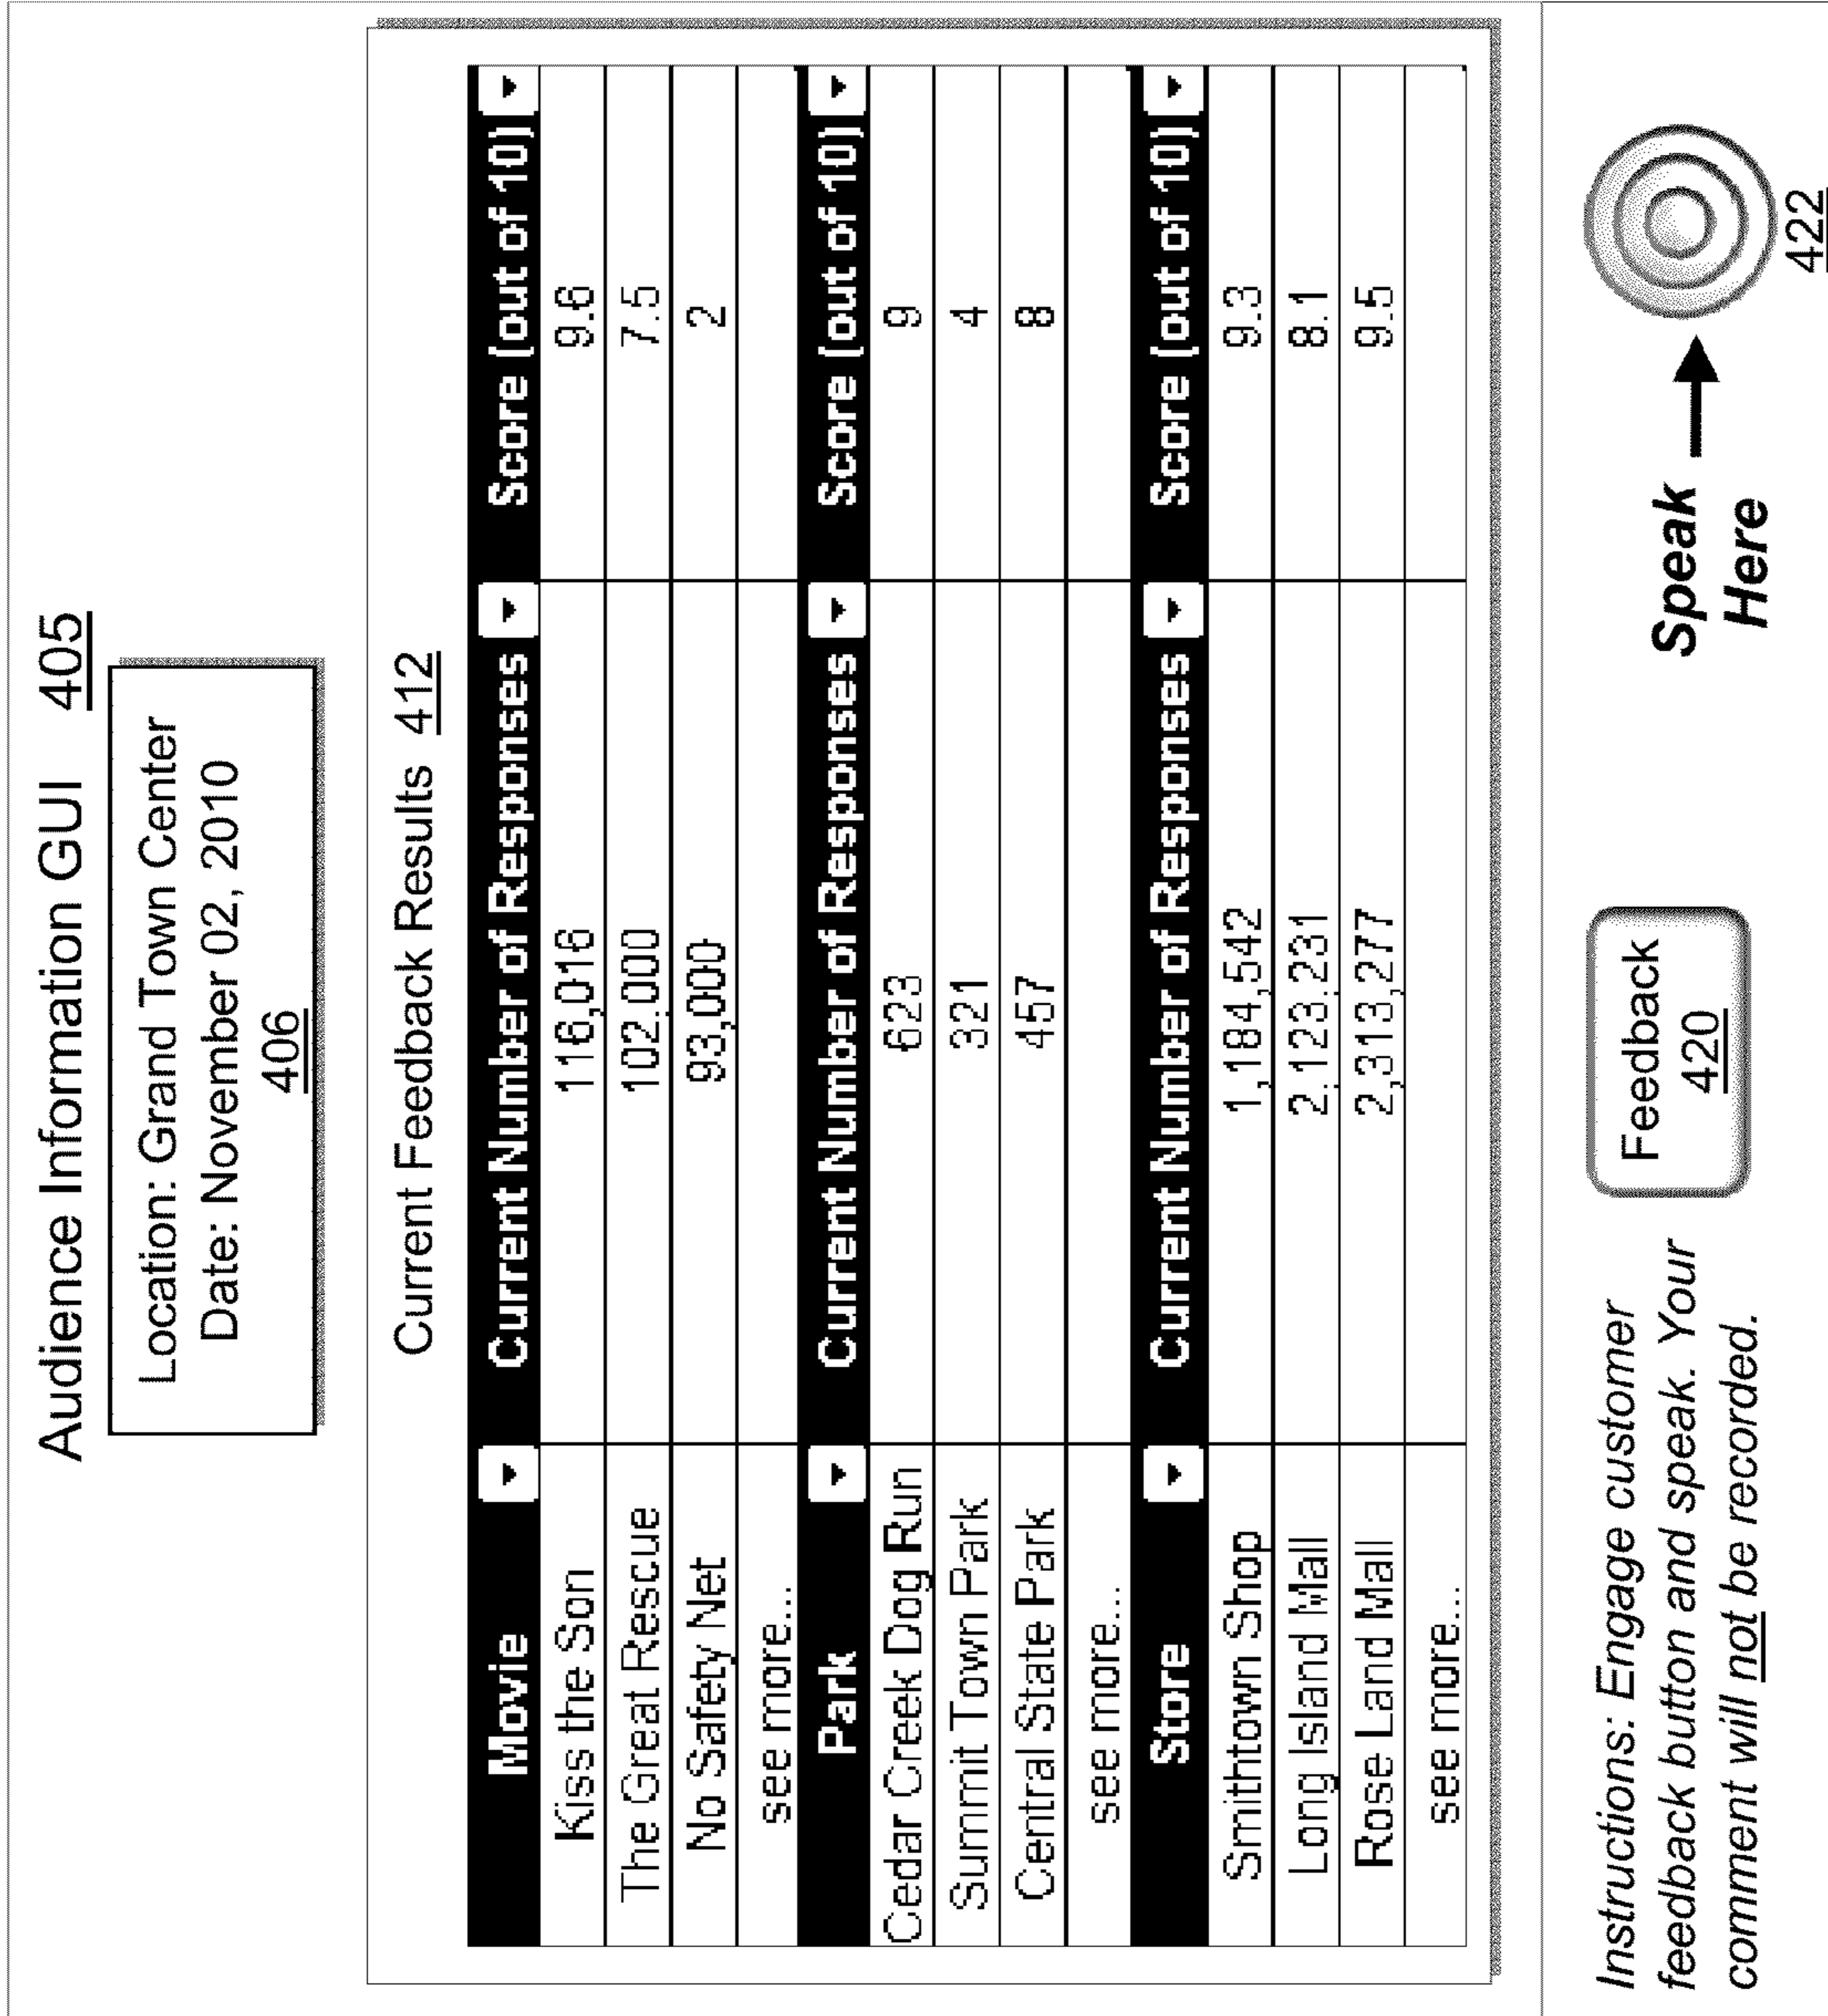 Audience Information GUI 405
Location: Grand Town Center
Date: November 02, 2010
406
Current Feedback Results 412
Movie Current Number of Responses Score (out of 10)
Kiss the Son 116,016 9.6
The Great Rescue 102.000 7.5
No Safety Net 93,000 2
see more...
Park Current Number of Responses Score (out of 10)
Cedar Creek Dog Run 623 9
Summit Town Park 321 4
Central State Park 457 8
see more...
Store Current Number of Responses Score (out of 10)
Smithtown Shop 1,184,542 9.3
Long Island Mall 2.123.231 8.1
Rose Land Mall 2,313,277 9.5
see more...
Instructions: Engage customer
feedback button and speak. Your
comment will not be recorded.
Feedback
420
Speak
Here
422